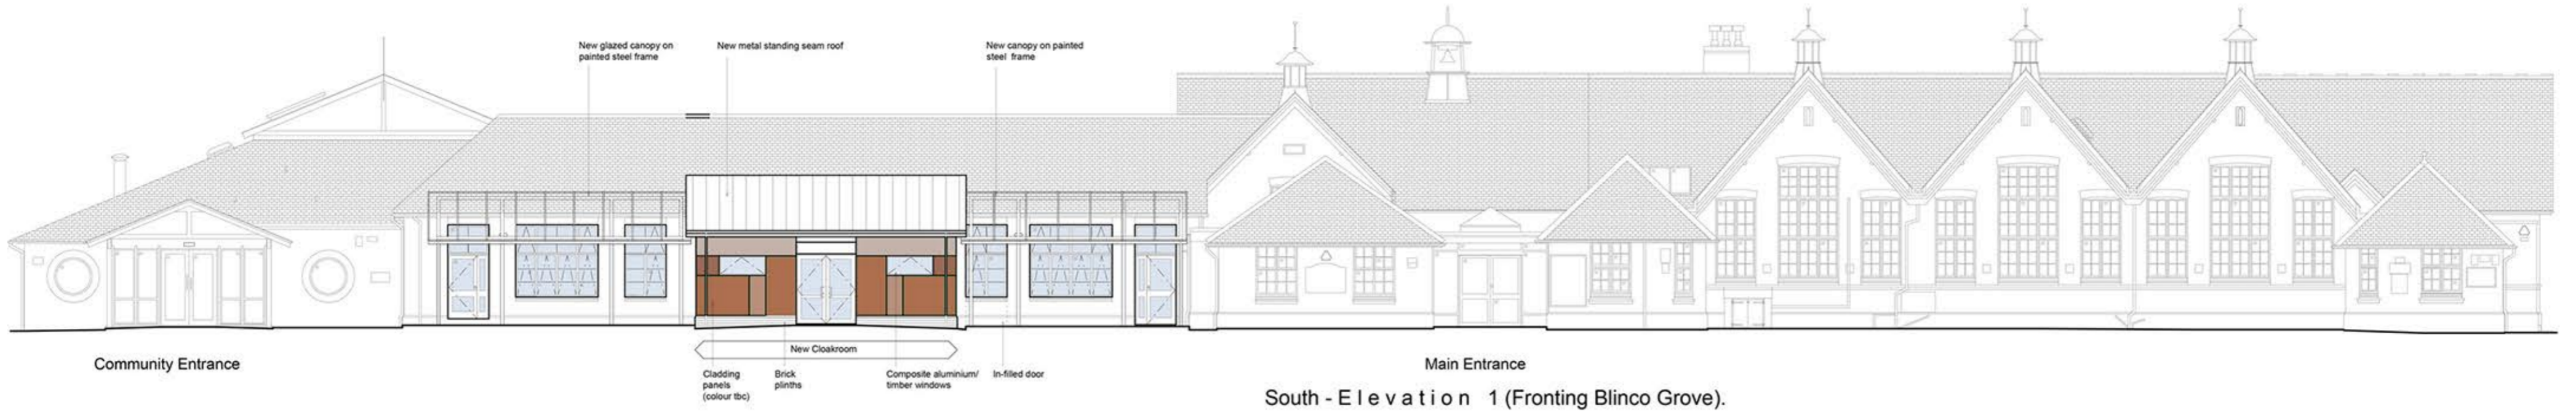 New glazed canopy on
painted steel frame
New metal standing seam roof
New canopy on painted
steel frame
New Cloakroom
Community Entrance
Cladding
panels
(colour tbc)
Brick
plinths
Composite aluminium/
timber windows
In-filled door
Main Entrance
South - Elevation 1 (Fronting Blinco Grove).